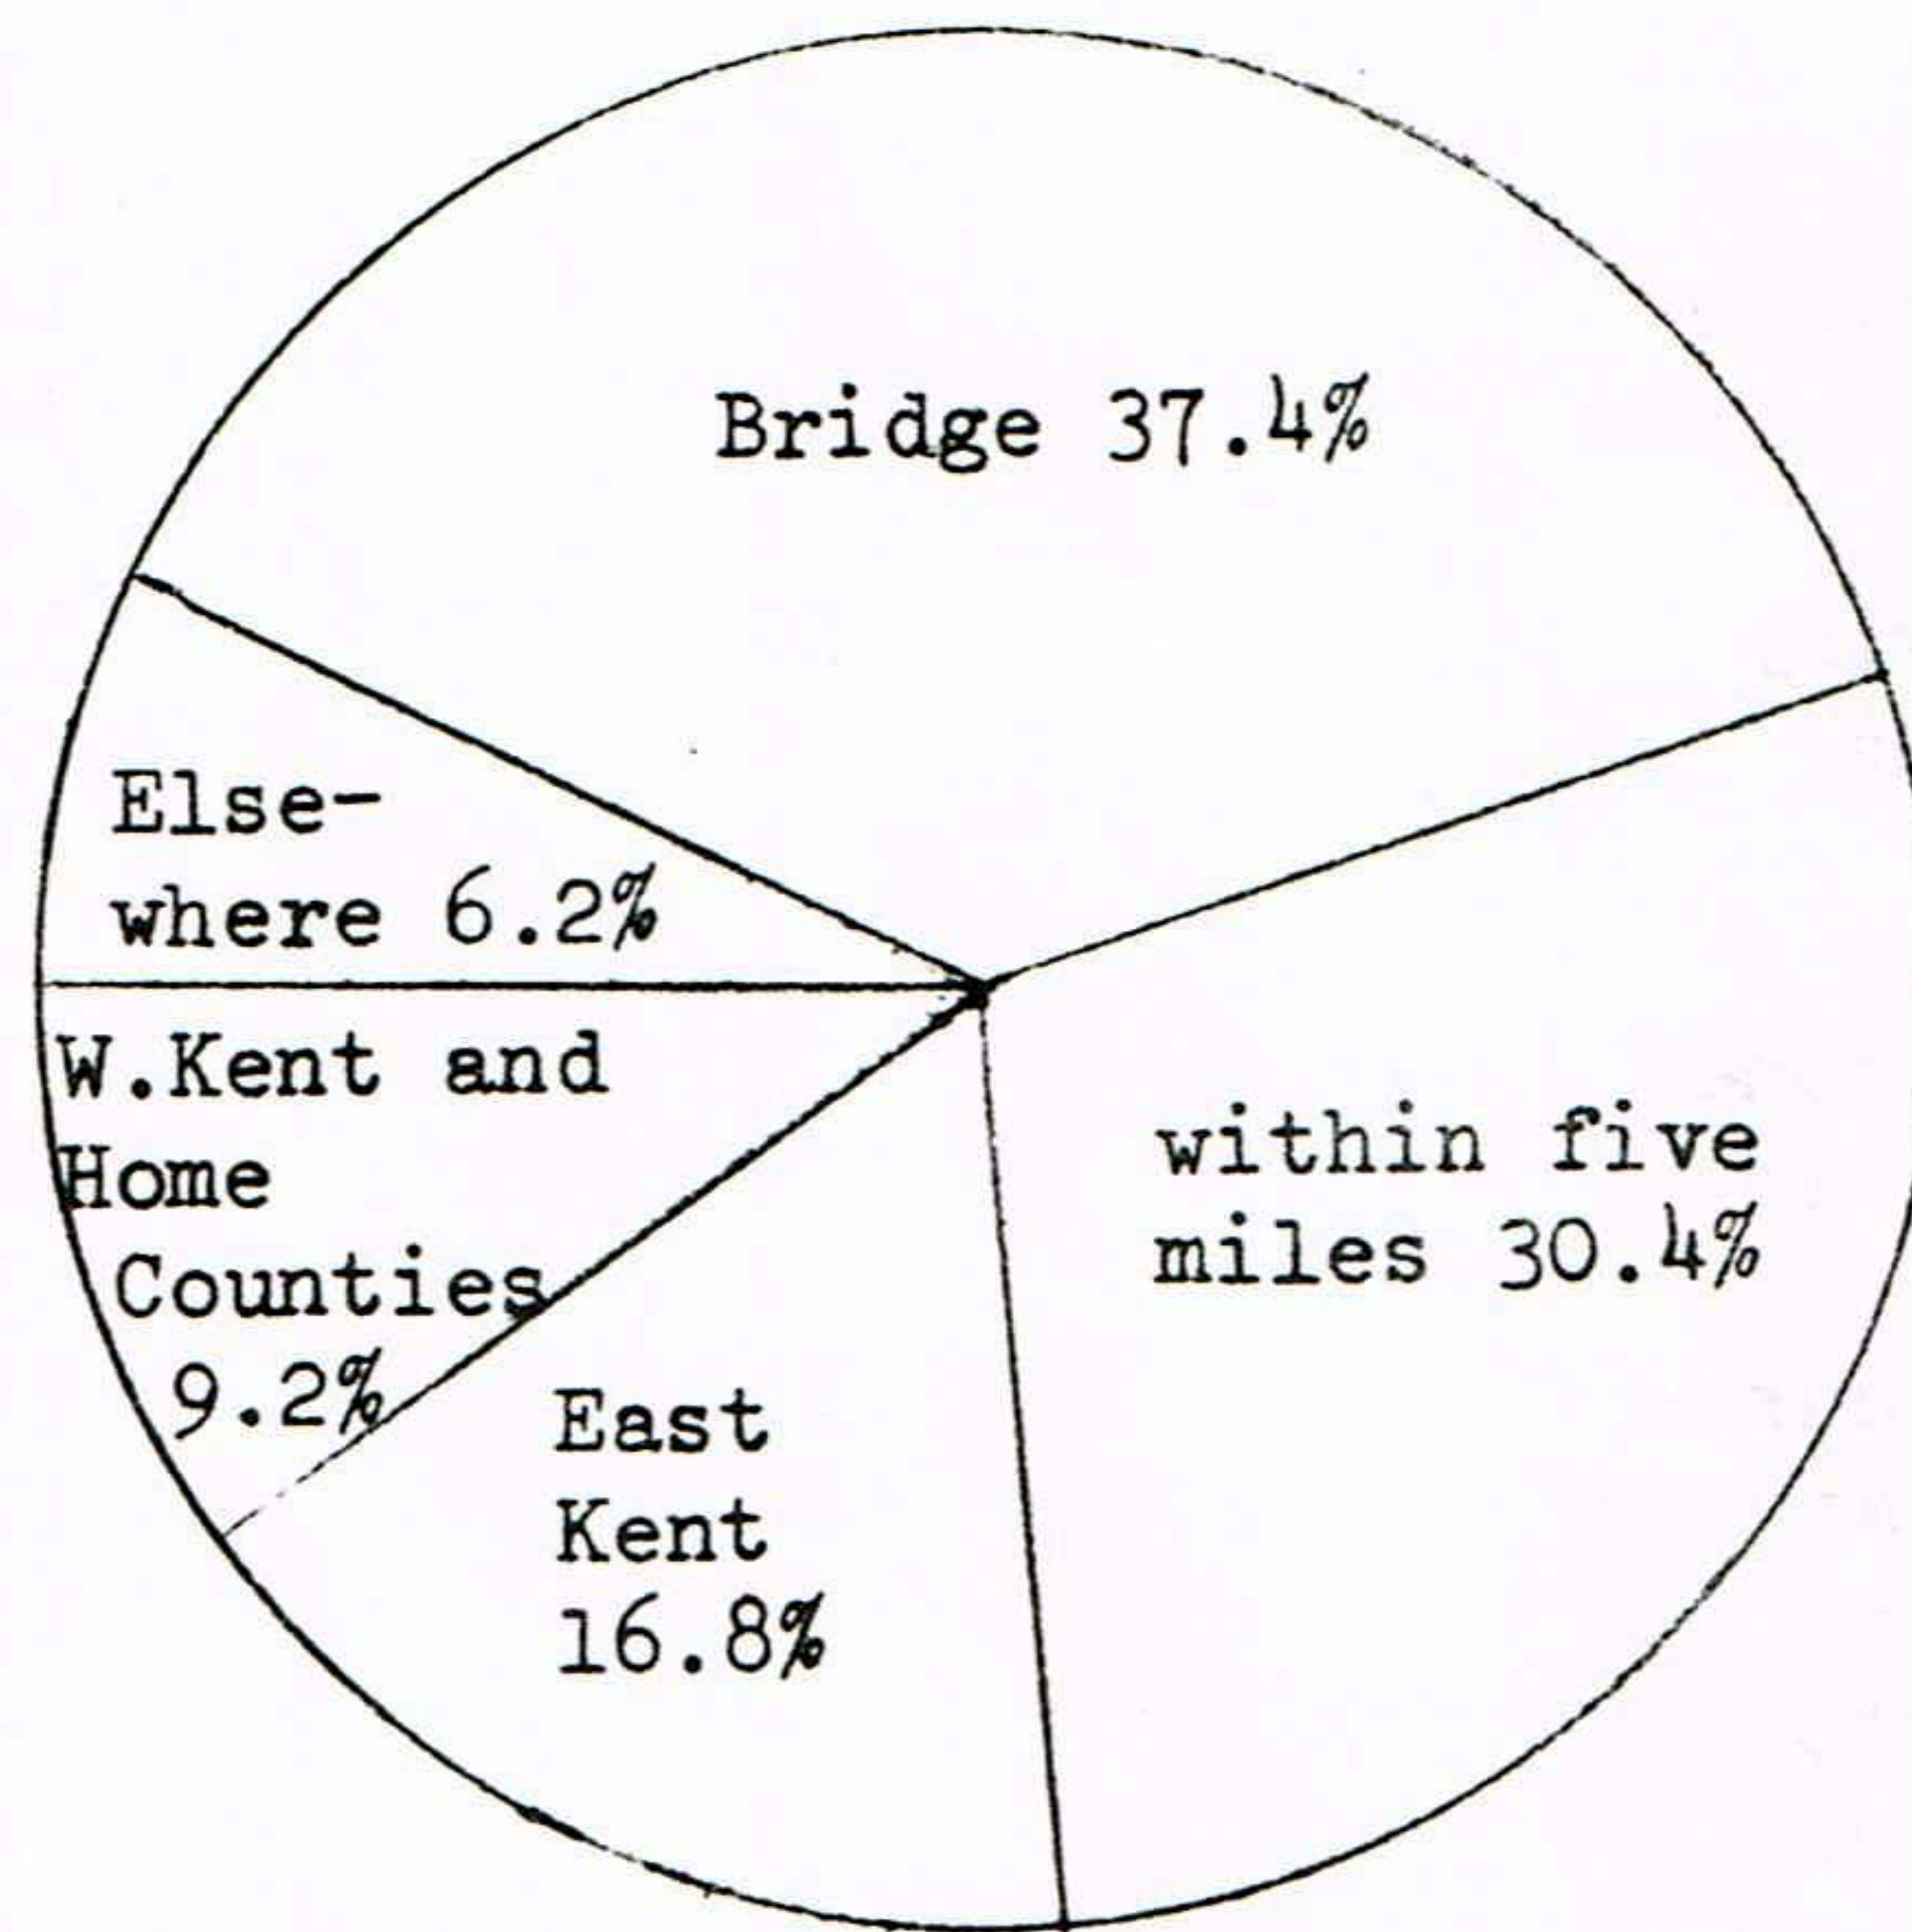 Bridge 37.4%
Else-
where 6.2%
W.Kent and
Home
Counties
9.2%
within five
miles 30.4%
East
Kent
16.8%